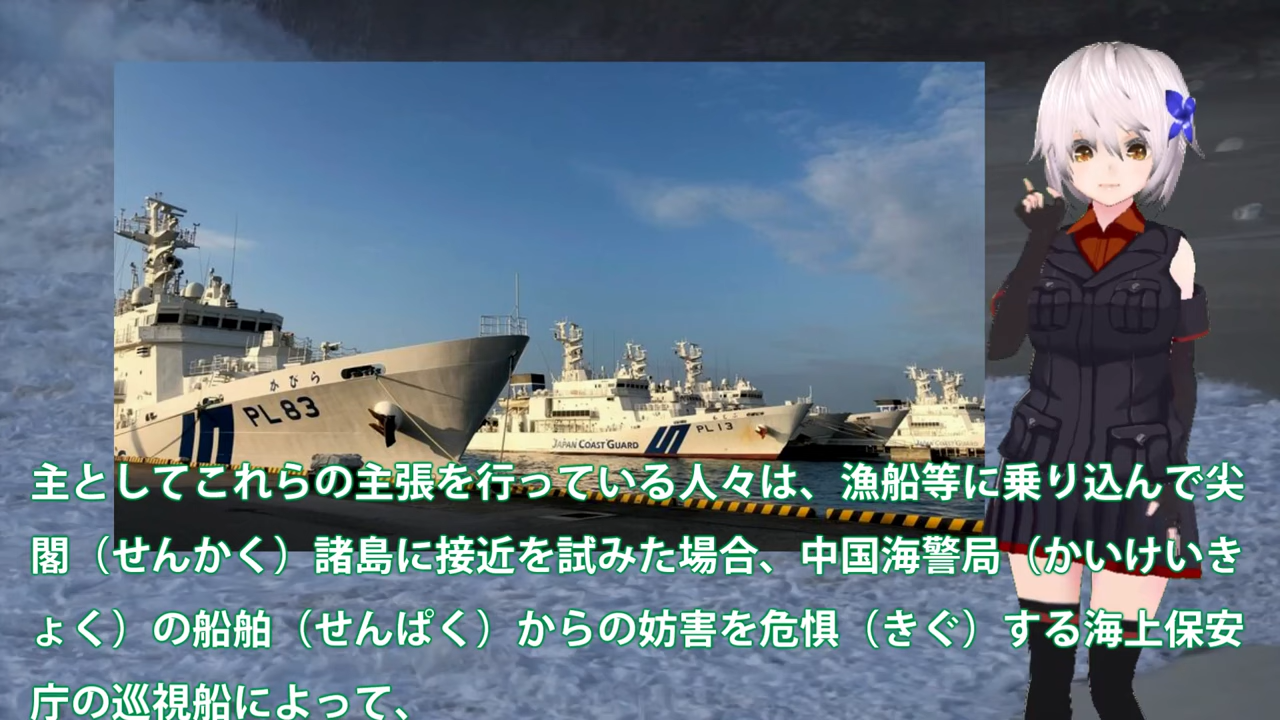 かびら
PL83
JAPAN COAST GUARD
PL13
主としてこれらの主張を行っている人々は、漁船等に乗り込んで尖
閣（せんかく）諸島に接近を試みた場合、中国海警局（かいけいき
ょく）の船舶（せんぱく）からの妨害を危惧（きぐ）する海上保安
庁の巡視船によって、